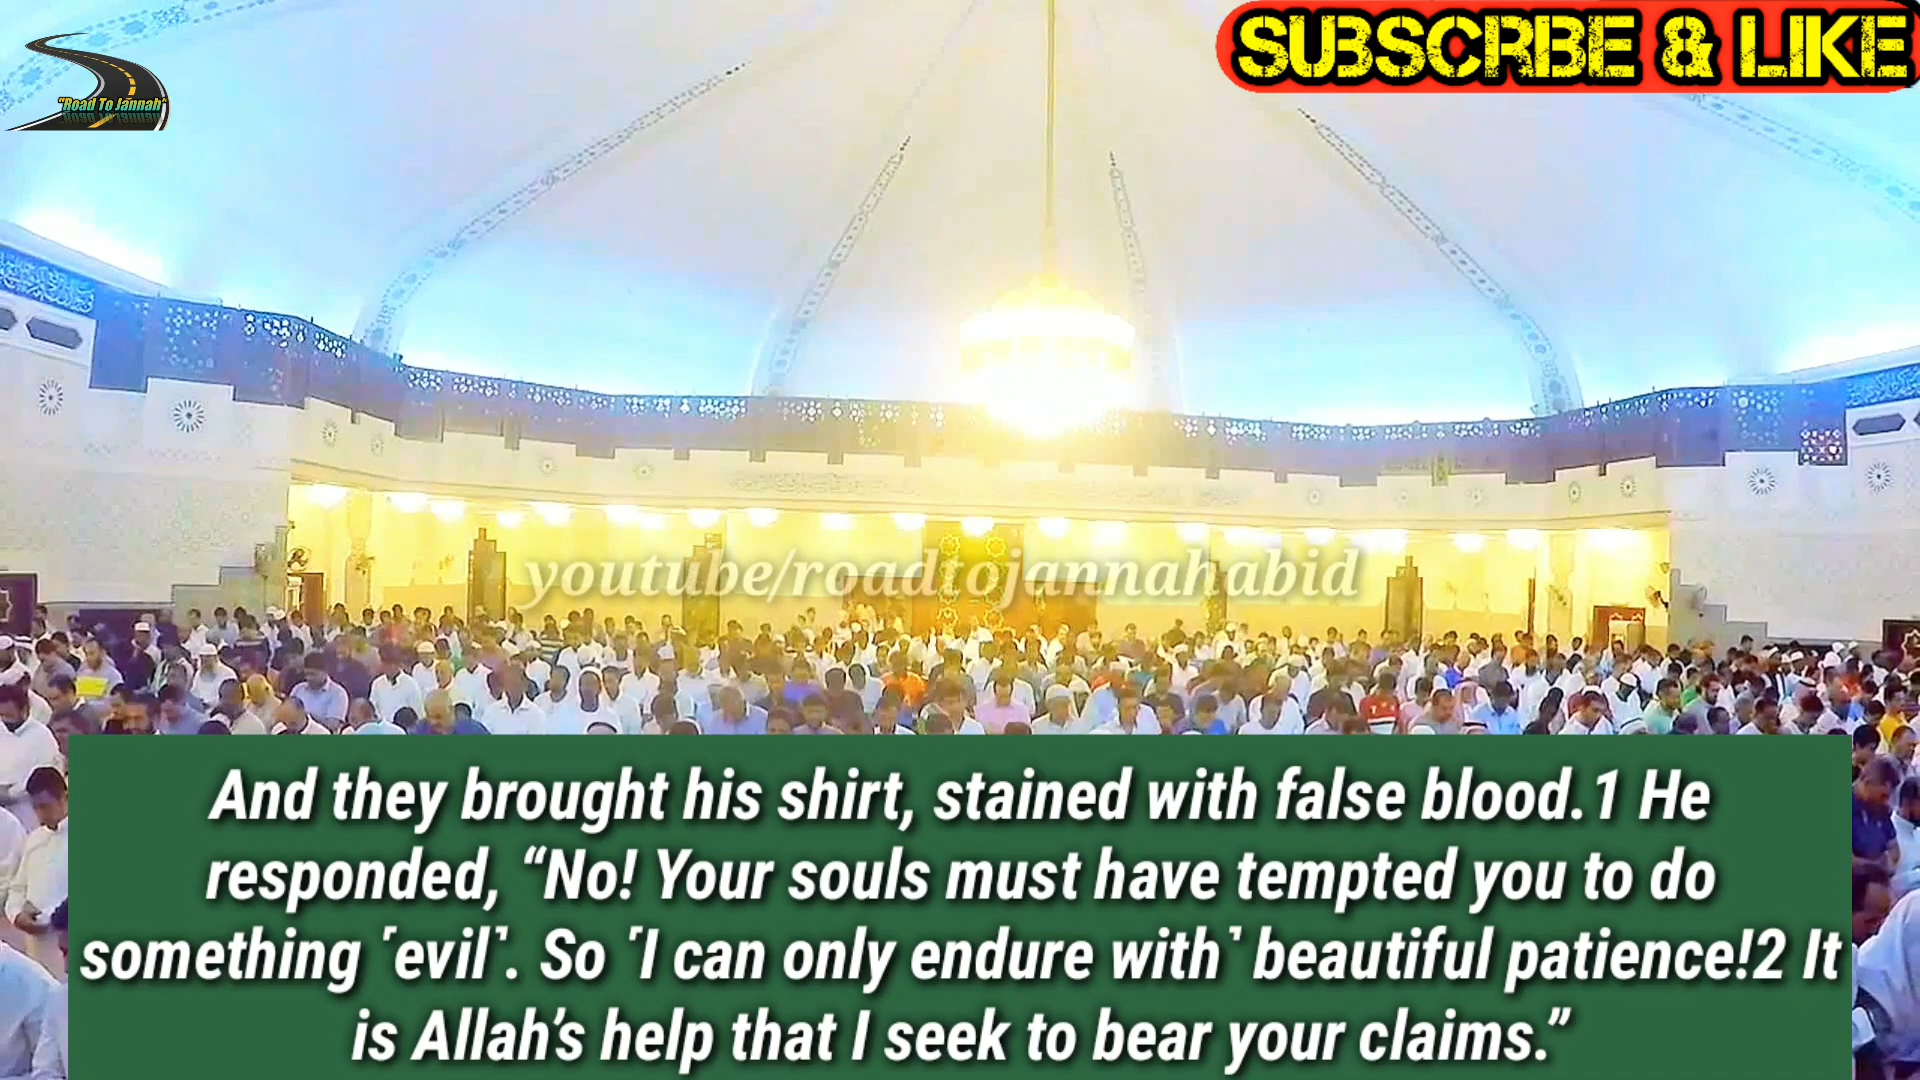 SUBSCRBE & LIKE
"Road To Jannah"
youtube/roadtojannahabid
And they brought his shirt, stained with false blood.1 He
responded, “No! Your souls must have tempted you to do
something ˹evil˺. So ˹I can only endure with˺ beautiful patience!2 It
is Allah’s help that I seek to bear your claims.”